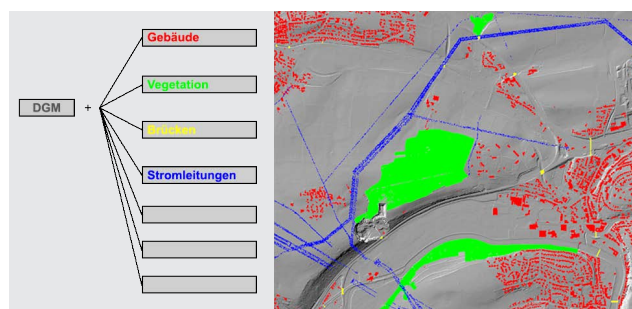 Gebäude
Vegetation
DGM +
Brücken
Stromleitungen